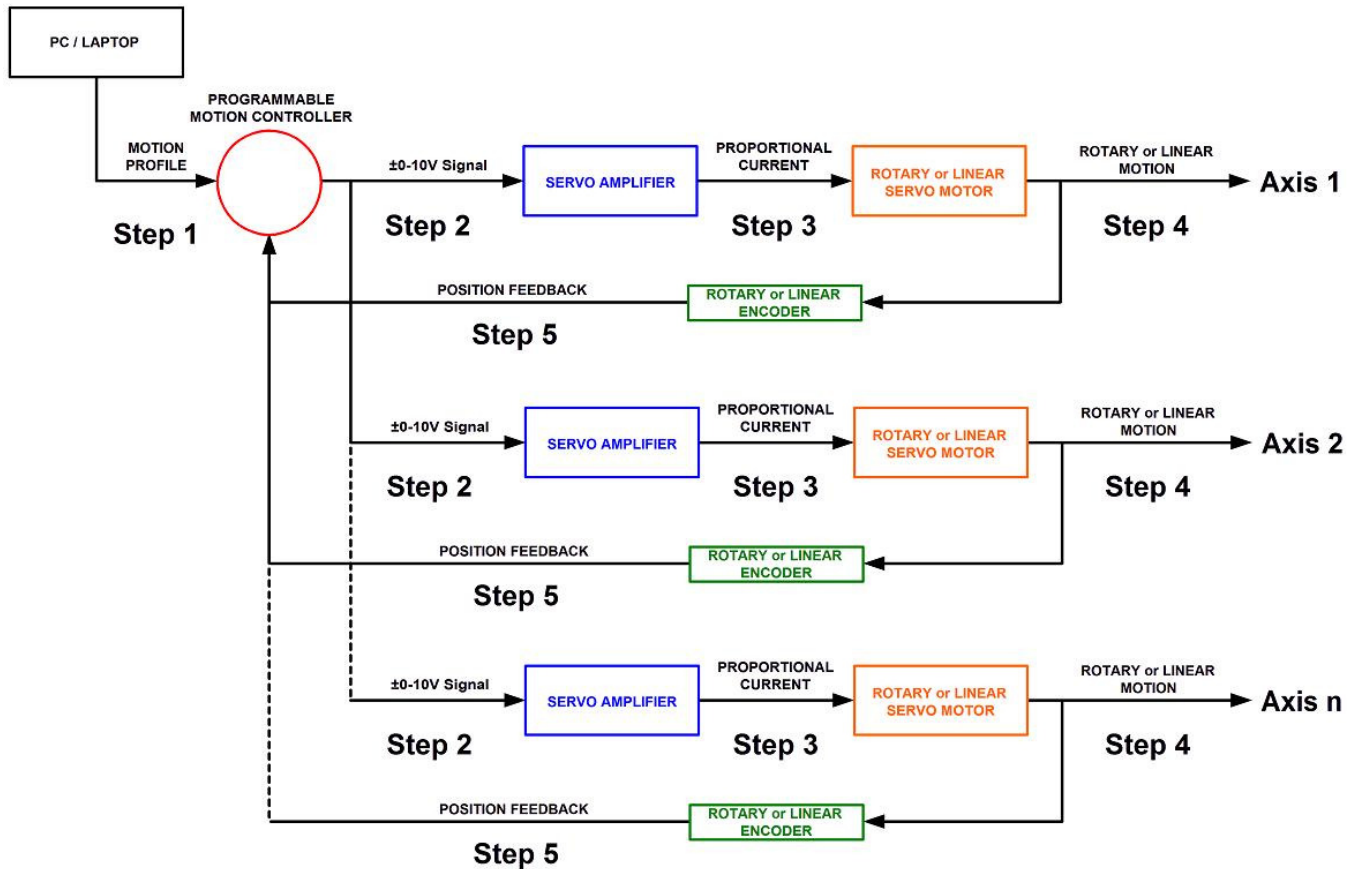 PC / LAPTOP
PROGRAMMABLE
MOTION CONTROLLER
MOTION
PROFILE
Step 1
±0-10V Signal
Step 2
SERVO AMPLIFIER
PROPORTIONAL
CURRENT
Step 3
ROTARY or LINEAR
SERVO MOTOR
ROTARY or LINEAR
MOTION
Step 4
Axis 1
POSITION FEEDBACK
Step 5
ROTARY or LINEAR
ENCODER
±0-10V Signal
Step 2
SERVO AMPLIFIER
PROPORTIONAL
CURRENT
Step 3
ROTARY or LINEAR
SERVO MOTOR
ROTARY or LINEAR
MOTION
Step 4
Axis 2
POSITION FEEDBACK
Step 5
ROTARY or LINEAR
ENCODER
±0-10V Signal
Step 2
SERVO AMPLIFIER
PROPORTIONAL
CURRENT
Step 3
ROTARY or LINEAR
SERVO MOTOR
ROTARY or LINEAR
MOTION
Step 4
Axis n
POSITION FEEDBACK
Step 5
ROTARY or LINEAR
ENCODER